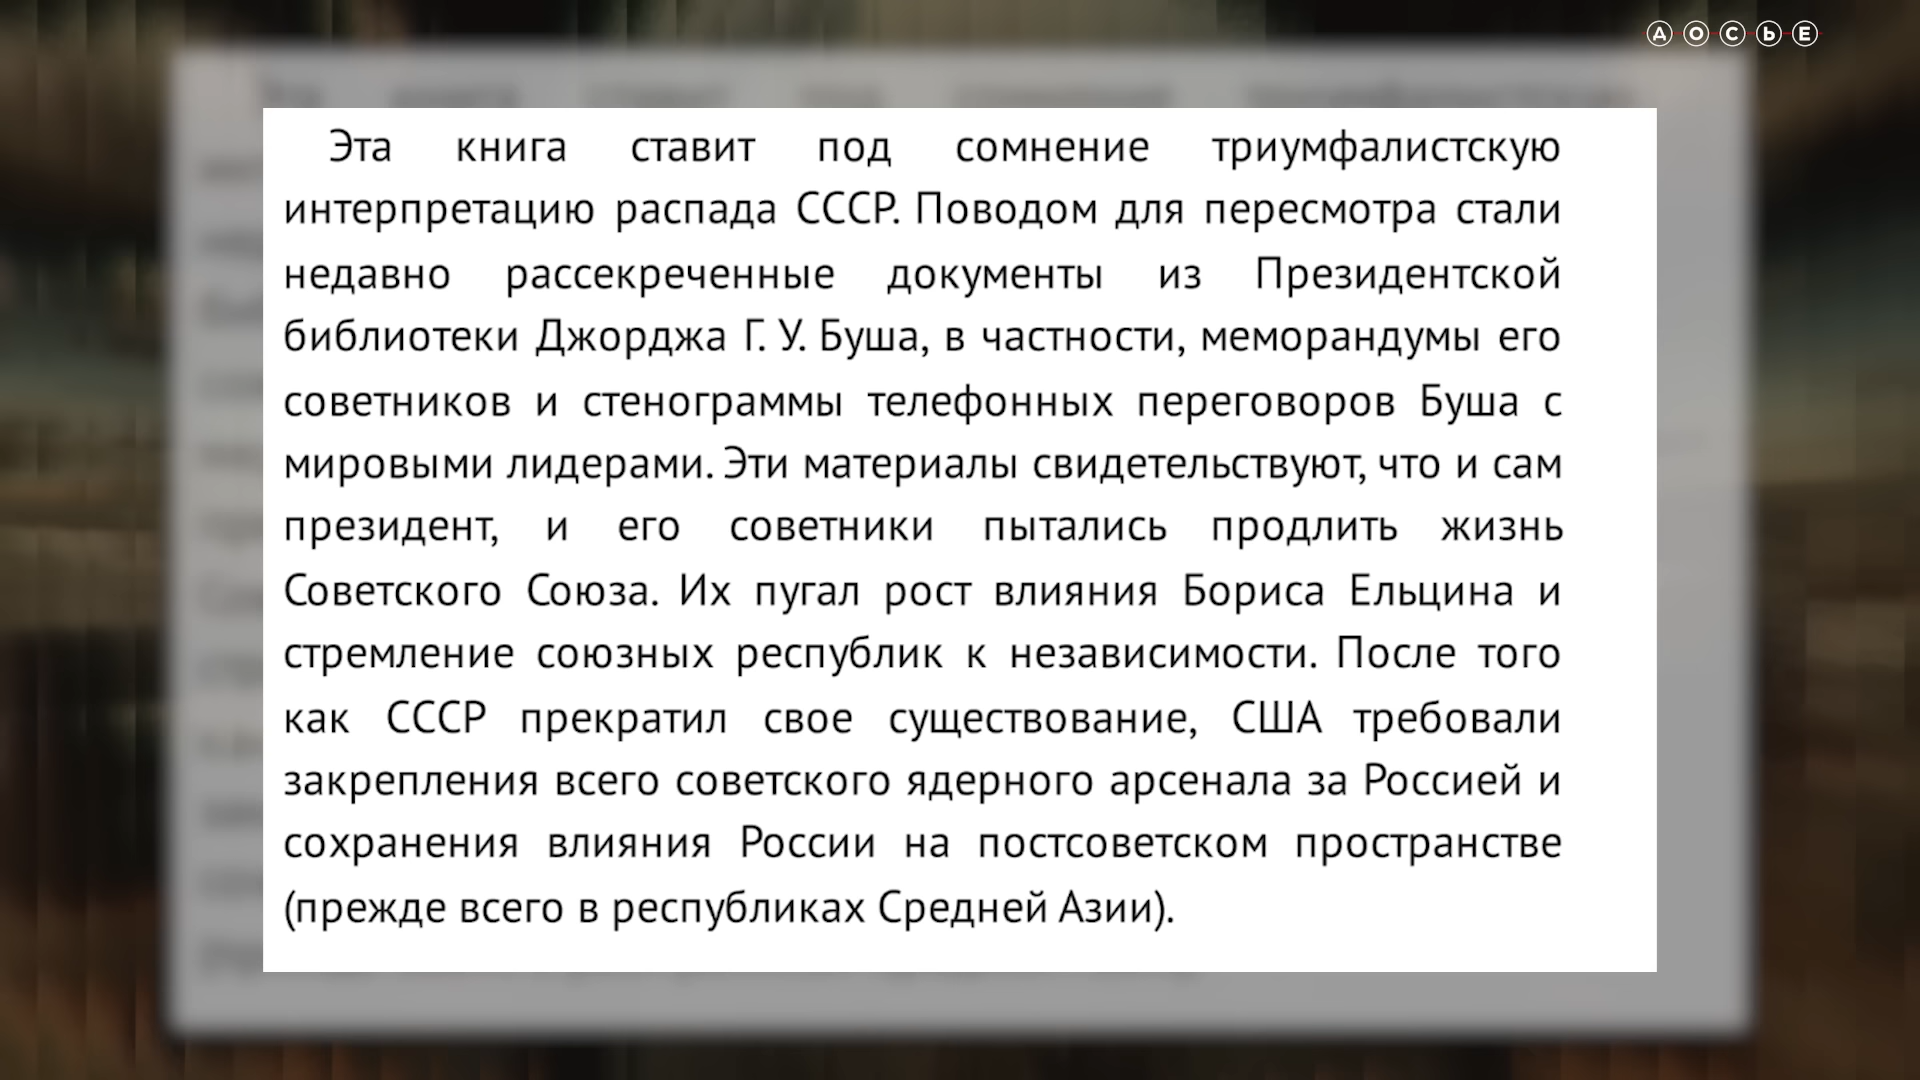 ДОСЬЕ
Эта книга ставит под сомнение триумфалистскую
интерпретацию распада СССР. Поводом для пересмотра стали
недавно рассекреченные документы из Президентской
библиотеки Джорджа Г. У. Буша, в частности, меморандумы его
советников и стенограммы телефонных переговоров Буша с
мировыми лидерами. Эти материалы свидетельствуют, что и сам
президент, и его советники пытались продлить жизнь
Советского Союза. Их пугал рост влияния Бориса Ельцина и
стремление союзных республик к независимости. После того
как СССР прекратил свое существование, США требовали
закрепления всего советского ядерного арсенала за Россией и
сохранения влияния России на постсоветском пространстве
(прежде всего в республиках Средней Азии).